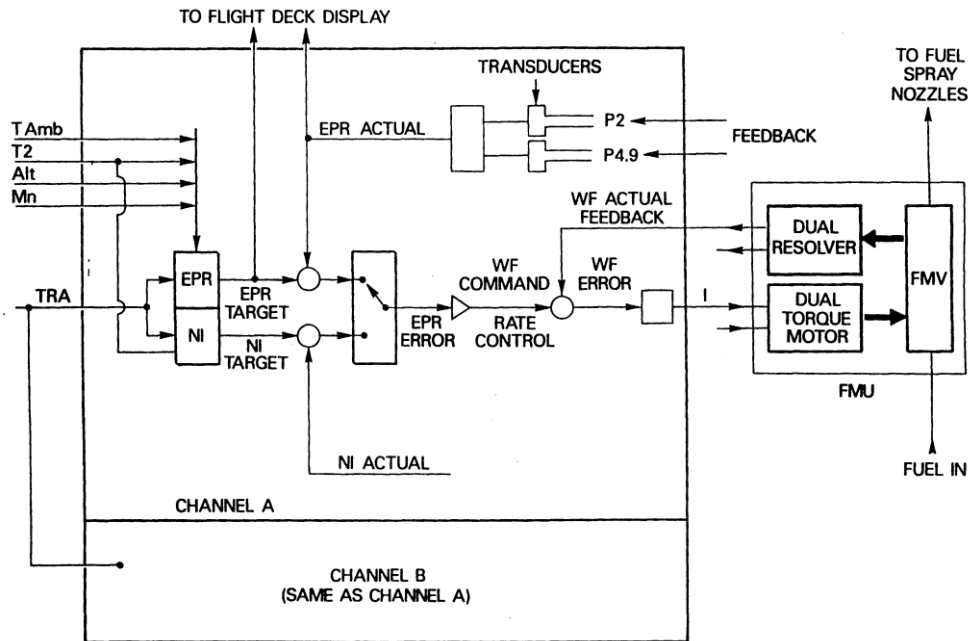 TO FLIGHT DECK DISPLAY
TRANSDUCERS
TO FUEL
SPRAY
NOZZLES
T Amb
T2
Alt
Mn
EPR ACTUAL
P2
P4.9
FEEDBACK
WF ACTUAL
FEEDBACK
DUAL
RESOLVER
FMV
TRA
EPR
EPR
TARGET
NI
NI
TARGET
EPR
ERROR
WF
COMMAND
RATE
CONTROL
WF
ERROR
I
DUAL
TORQUE
MOTOR
FMU
NI ACTUAL
FUEL IN
CHANNEL A
CHANNEL B
(SAME AS CHANNEL A)